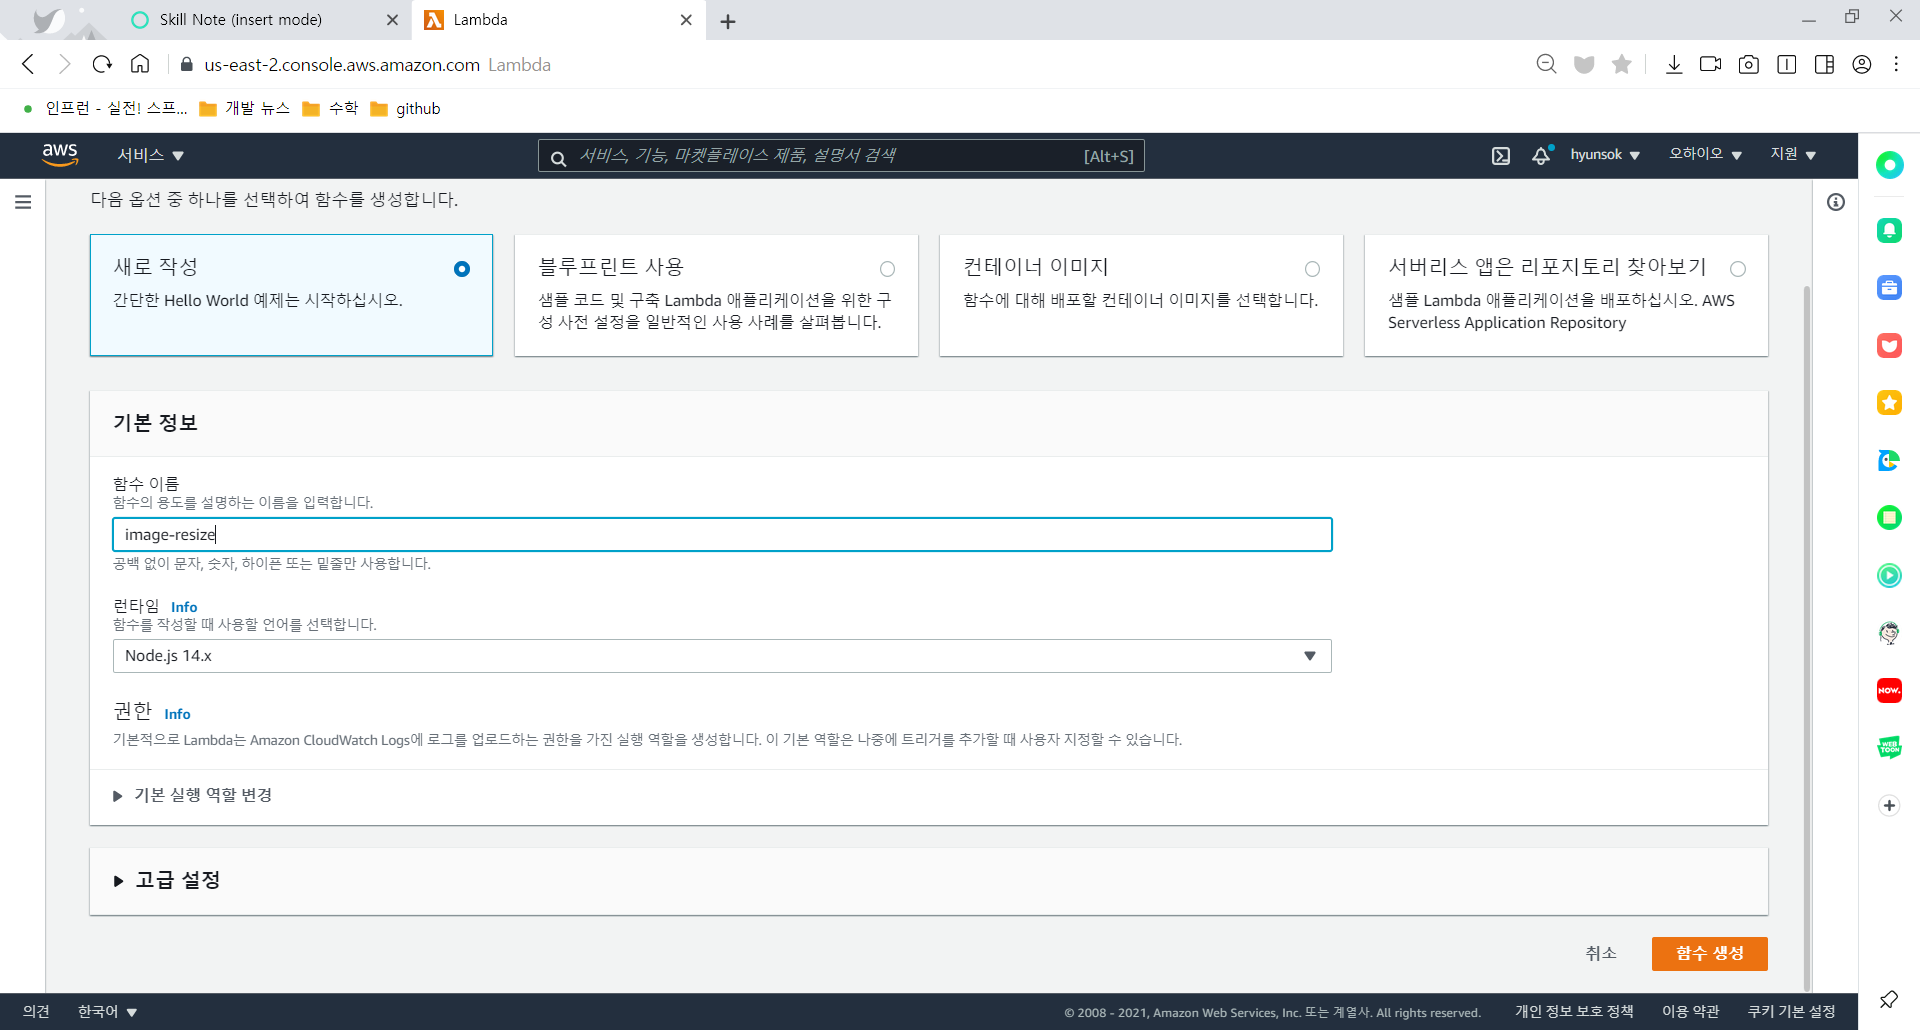 Skill Note (insert mode)
Lambda
us-east-2.console.aws.amazon.com Lambda
인프런 - 실전! 스프...
개발 뉴스
수학
github
aws
서비스
서비스, 기능, 마켓플레이스 제품, 설명서 검색
[Alt+S]
hyunsok
오하이오
지원
다음 옵션 중 하나를 선택하여 함수를 생성합니다.
새로 작성
간단한 Hello World 예제는 시작하십시오.
블루프린트 사용
샘플 코드 및 구축 Lambda 애플리케이션을 위한 구
성 사전 설정을 일반적인 사용 사례를 살펴봅니다.
컨테이너 이미지
함수에 대해 배포할 컨테이너 이미지를 선택합니다.
서버리스 앱은 리포지토리 찾아보기
샘플 Lambda 애플리케이션을 배포하십시오. AWS
Serverless Application Repository
기본 정보
함수 이름
함수의 용도를 설명하는 이름을 입력합니다.
image-resize
공백 없이 문자, 숫자, 하이픈 또는 밑줄만 사용합니다.
런타임 Info
함수를 작성할 때 사용할 언어를 선택합니다.
Node.js 14.x
권한 Info
기본적으로 Lambda는 Amazon CloudWatch Logs에 로그를 업로드하는 권한을 가진 실행 역할을 생성합니다. 이 기본 역할은 나중에 트리거를 추가할 때 사용자 지정할 수 있습니다.
기본 실행 역할 변경
고급 설정
취소
함수 생성
NOW.
WEB
TOON
의견
한국어
© 2008 - 2021, Amazon Web Services, Inc. 또는 계열사. All rights reserved.
개인 정보 보호 정책
이용 약관
쿠키 기본 설정